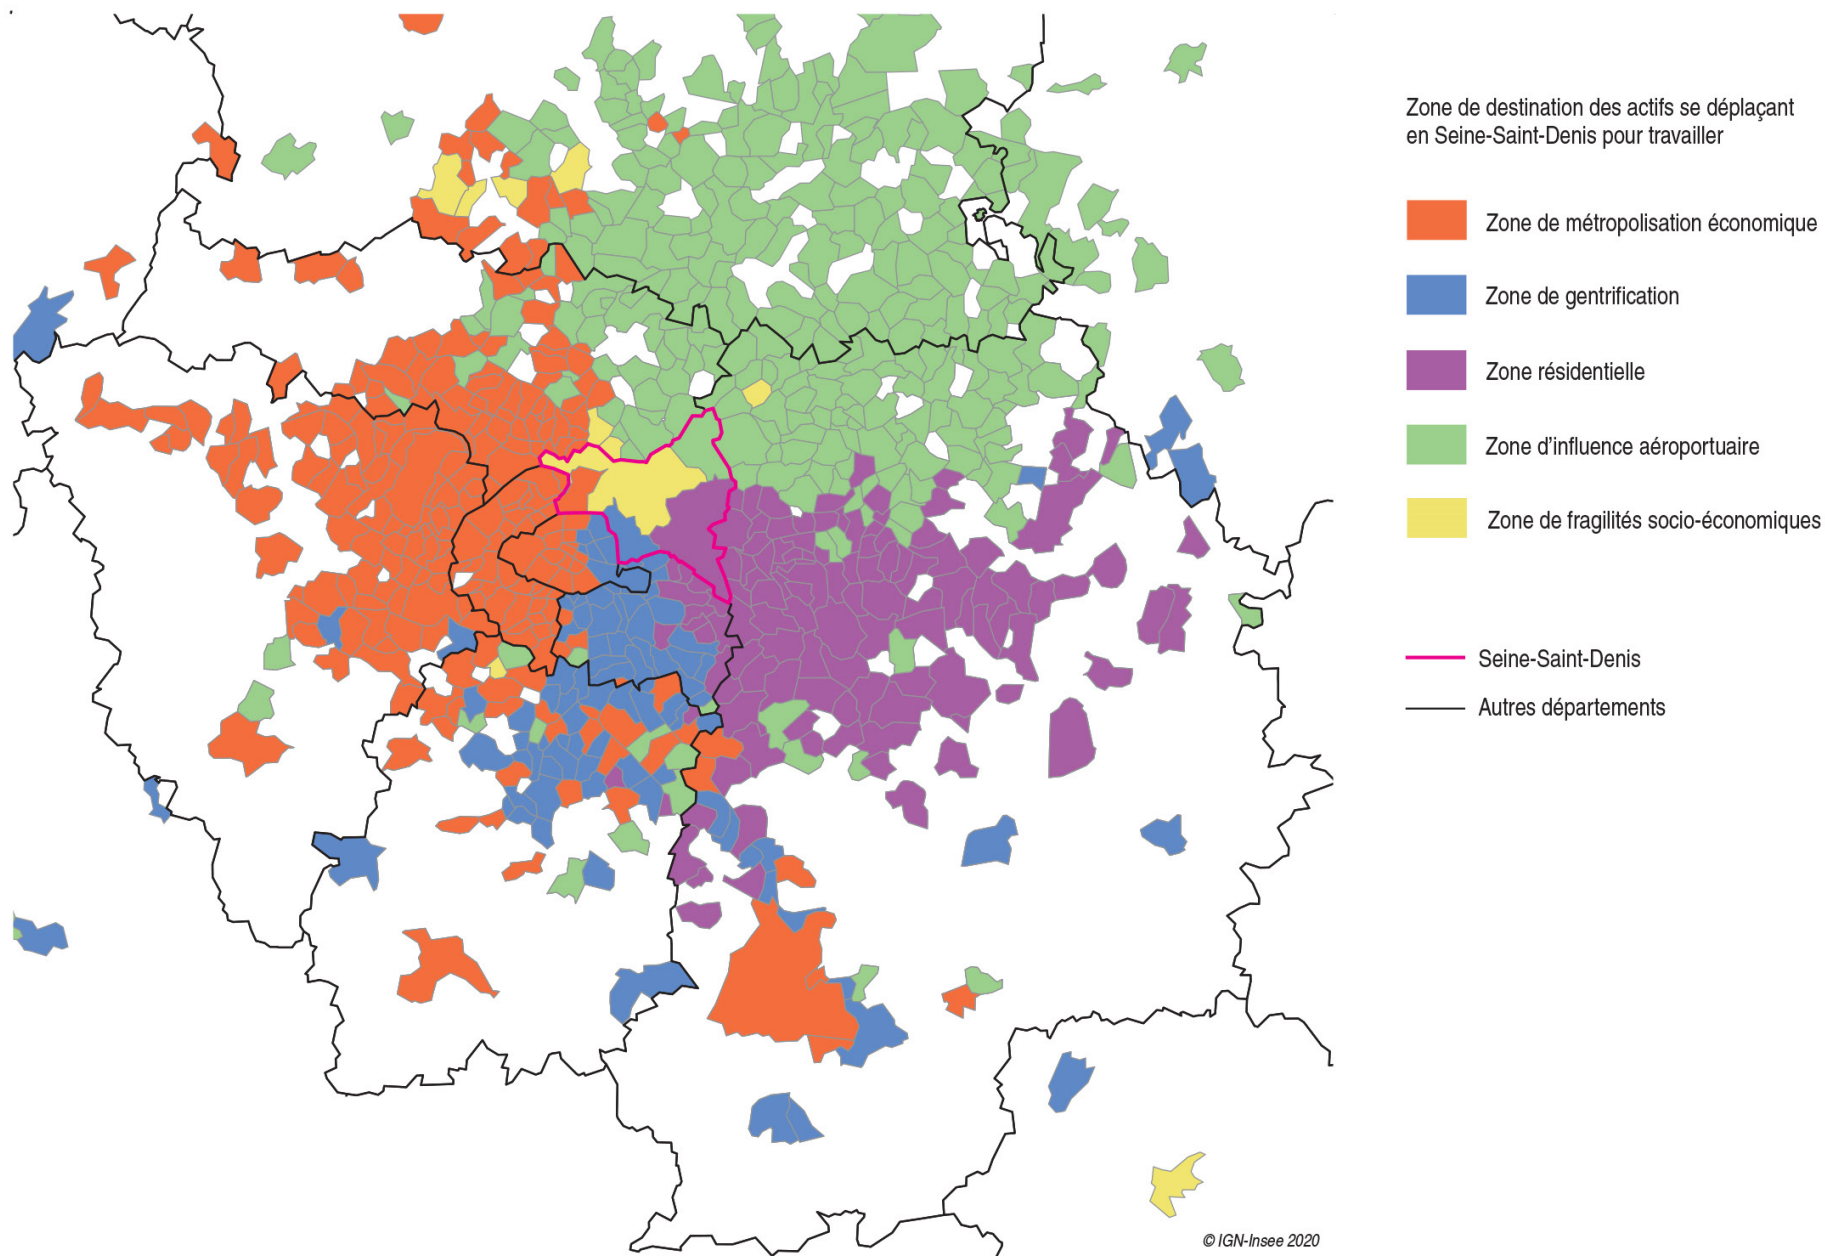 Zone de destination des actifs se déplaçant
en Seine-Saint-Denis pour travailler
Zone de métropolisation économique
Zone de gentrification
Zone résidentielle
Zone d’influence aéroportuaire
Zone de fragilités socio-économiques
Seine-Saint-Denis
Autres départements
© IGN-Insee 2020